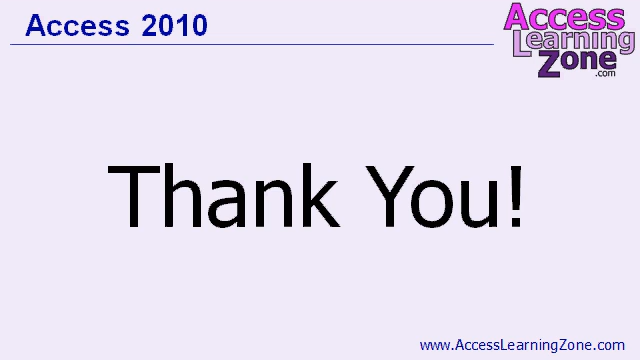 Access 2010
Access
Learning
Zone
.com
Thank You!
www.AccessLearningZone.com